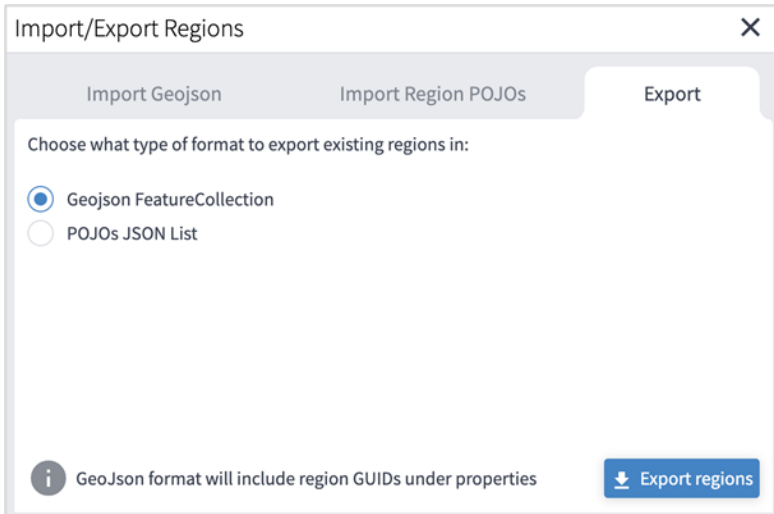 Import/Export Regions
Import Geojson
Import Region POJOs
Export
Choose what type of format to export existing regions in:
Geojson FeatureCollection
POJOs JSON List
GeoJson format will include region GUIDs under properties
Export regions